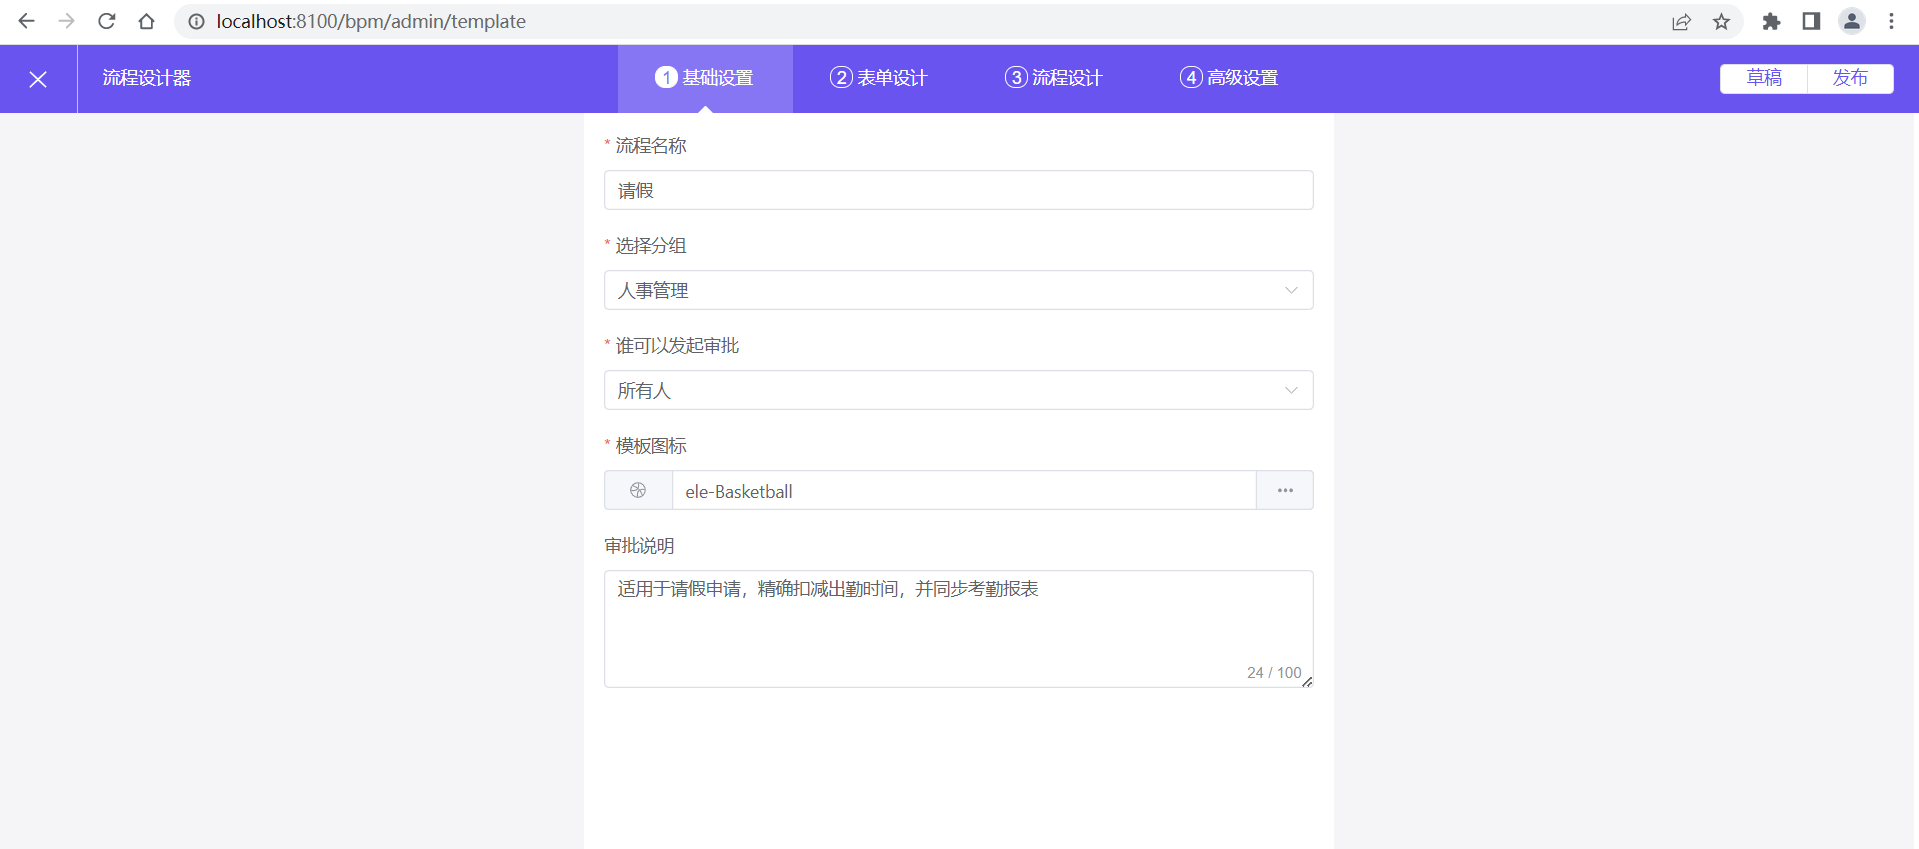 localhost:8100/bpm/admin/template
流程设计器
1 基础设置
2 表单设计
3 流程设计
4 高级设置
草稿
发布
* 流程名称
请假
* 选择分组
人事管理
* 谁可以发起审批
所有人
* 模板图标
ele-Basketball
审批说明
适用于请假申请，精确扣减出勤时间，并同步考勤报表
24 / 100